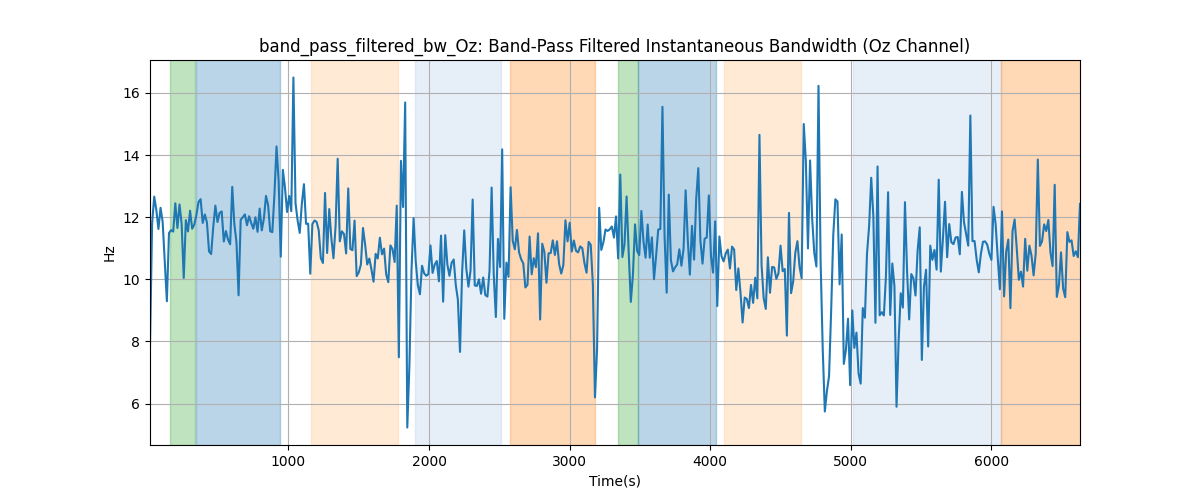 band_pass_filtered_bw_Oz: Band-Pass Filtered Instantaneous Bandwidth (Oz Channel)
16
14
12
10
8
6
Hz
1000 2000 3000 4000 5000 6000
Time(s)